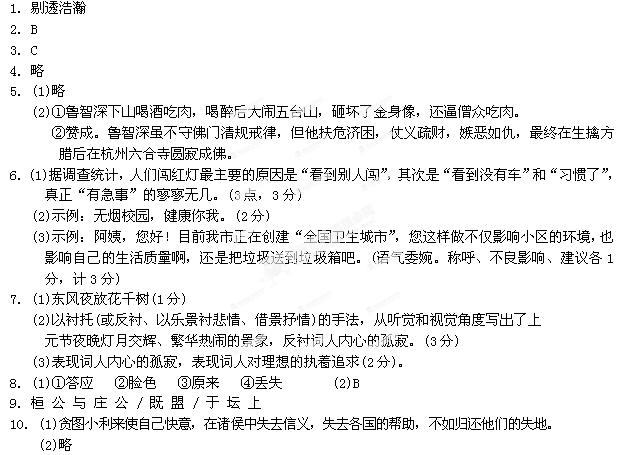 1. 剔透浩瀚
2. B
3. C
4. 略
5. (1)略
(2)①鲁智深下山喝酒吃肉，喝醉后大闹五台山，砸坏了金身像，还逼僧众吃肉。
②赞成。鲁智深虽不守佛门清规戒律，但他扶危济困，仗义疏财，嫉恶如仇，最终在生擒方
腊后在杭州六合寺圆寂成佛。
6. (1)据调查统计，人们闯红灯最主要的原因是“看到别人闯”，其次是“看到没有车”和“习惯了”，
真正“有急事”的寥寥无几。(3点，3分)
(2)示例：无烟校园，健康你我。(2分)
(3)示例：阿姨，您好！目前我市正在创建“全国卫生城市”，您这样做不仅影响小区的环境，也
影响自己的生活质量啊，还是把垃圾送到垃圾箱吧。(语气委婉。称呼、不良影响、建议各1
分，计3分)
7. (1)东风夜放花千树(1分)
(2)以衬托(或反衬、以乐景衬悲情、借景抒情)的手法，从听觉和视觉角度写出了上
元节夜晚灯月交辉、繁华热闹的景象，反衬词人内心的孤寂。(3分)
(3)表现词人内心的孤寂，表现词人对理想的执着追求(2分)。
8. (1)①答应 ②脸色 ③原来 ④丢失 (2)B
9. 桓 公 与 庄 公 / 既 盟 / 于 坛 上
10. (1)贪图小利来使自己快意，在诸侯中失去信义，失去各国的帮助，不如归还他们的失地。
(2)略